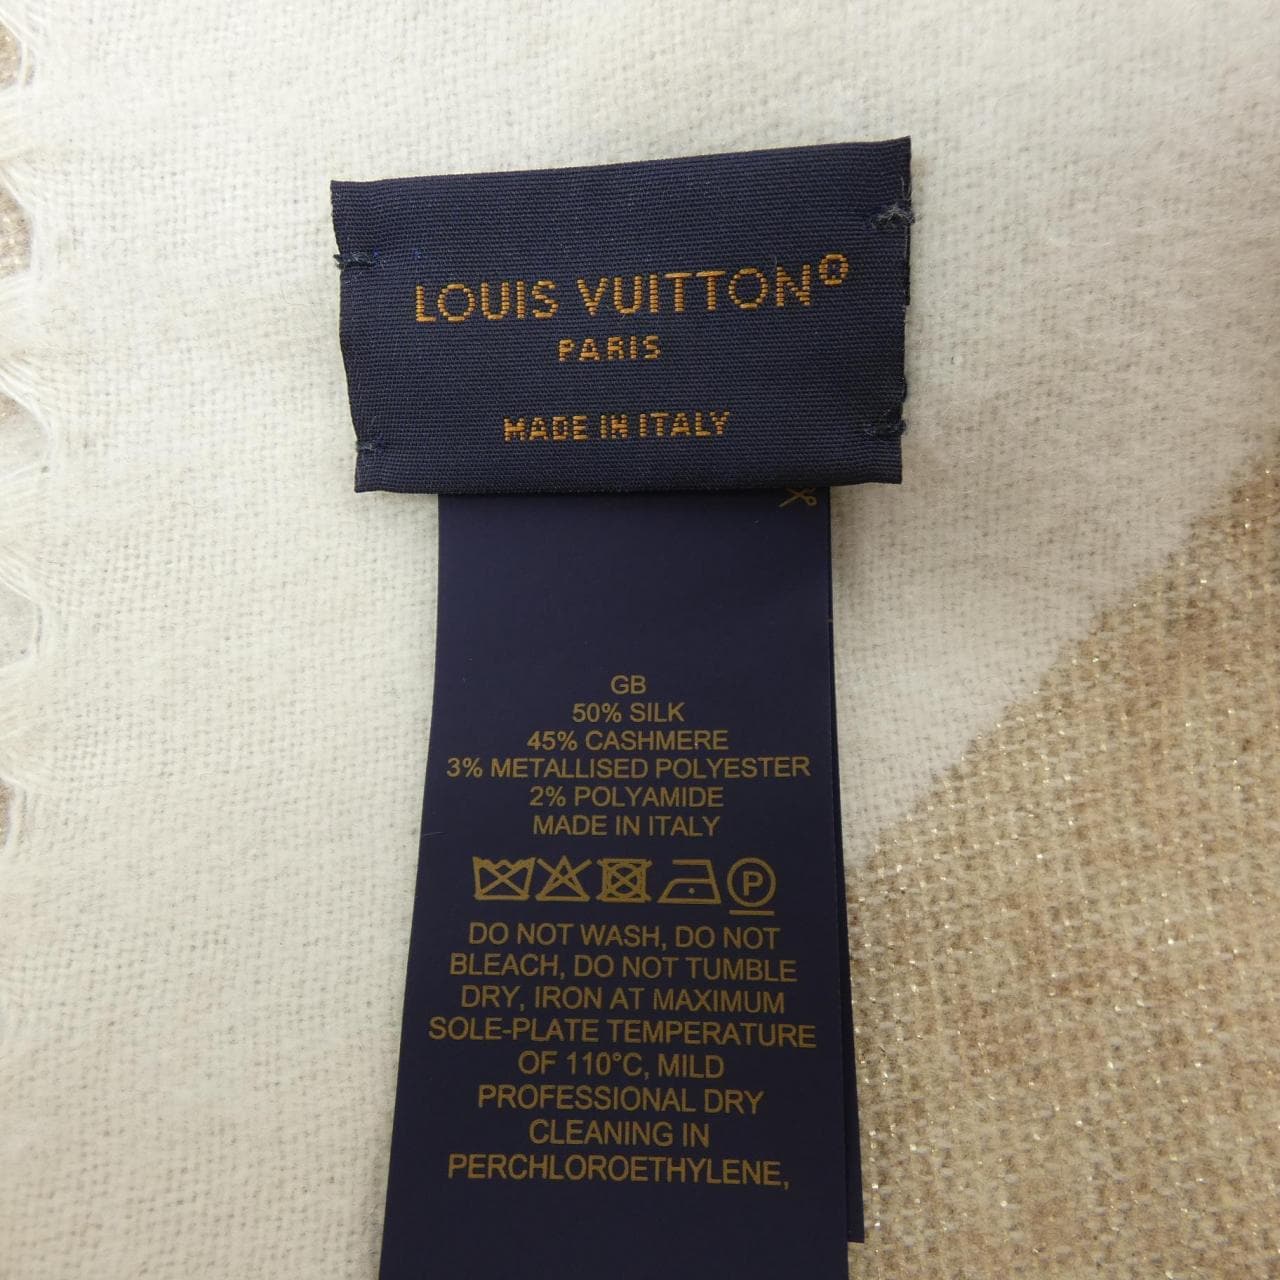 LOUIS VUITTON®
PARIS
MADE IN ITALY
GB
50% SILK
45% CASHMERE
3% METALLISED POLYESTER
2% POLYAMIDE
MADE IN ITALY
P
DO NOT WASH, DO NOT
BLEACH, DO NOT TUMBLE
DRY, IRON AT MAXIMUM
SOLE-PLATE TEMPERATURE
OF 110°C, MILD
PROFESSIONAL DRY
CLEANING IN
PERCHLOROETHYLENE,